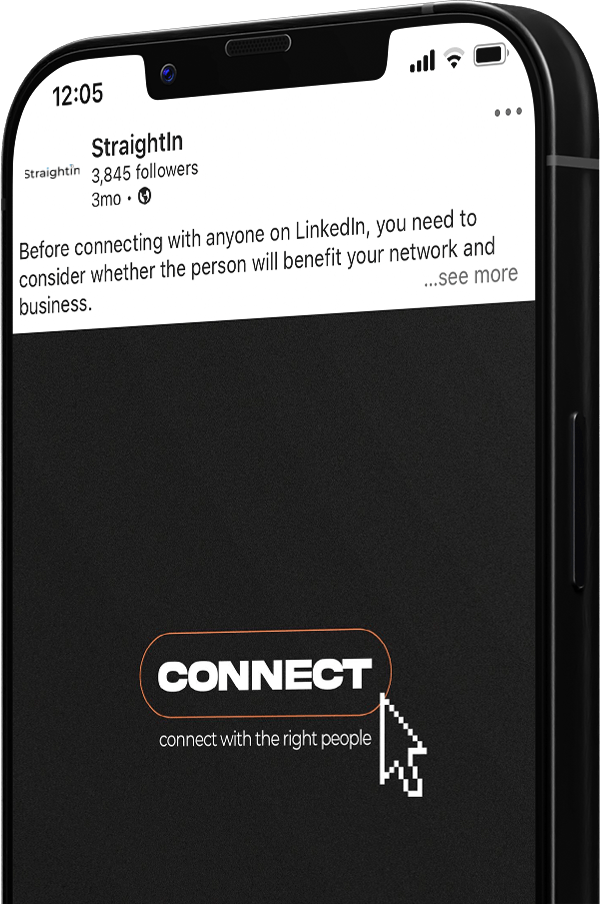 12:05
StraightIn
StraightIn
3,845 followers
3mo •
Before connecting with anyone on LinkedIn, you need to
consider whether the person will benefit your network and
business.
...see more
CONNECT
connect with the right people